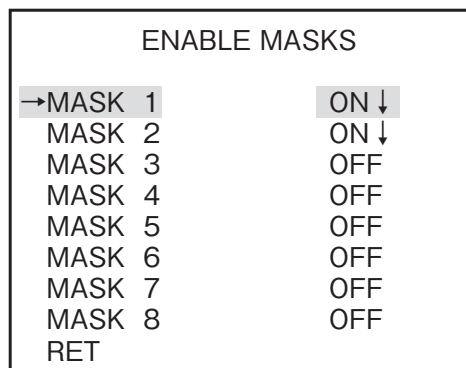 ENABLE MASKS
→MASK 1 ON↓
MASK 2 ON↓
MASK 3 OFF
MASK 4 OFF
MASK 5 OFF
MASK 6 OFF
MASK 7 OFF
MASK 8 OFF
RET